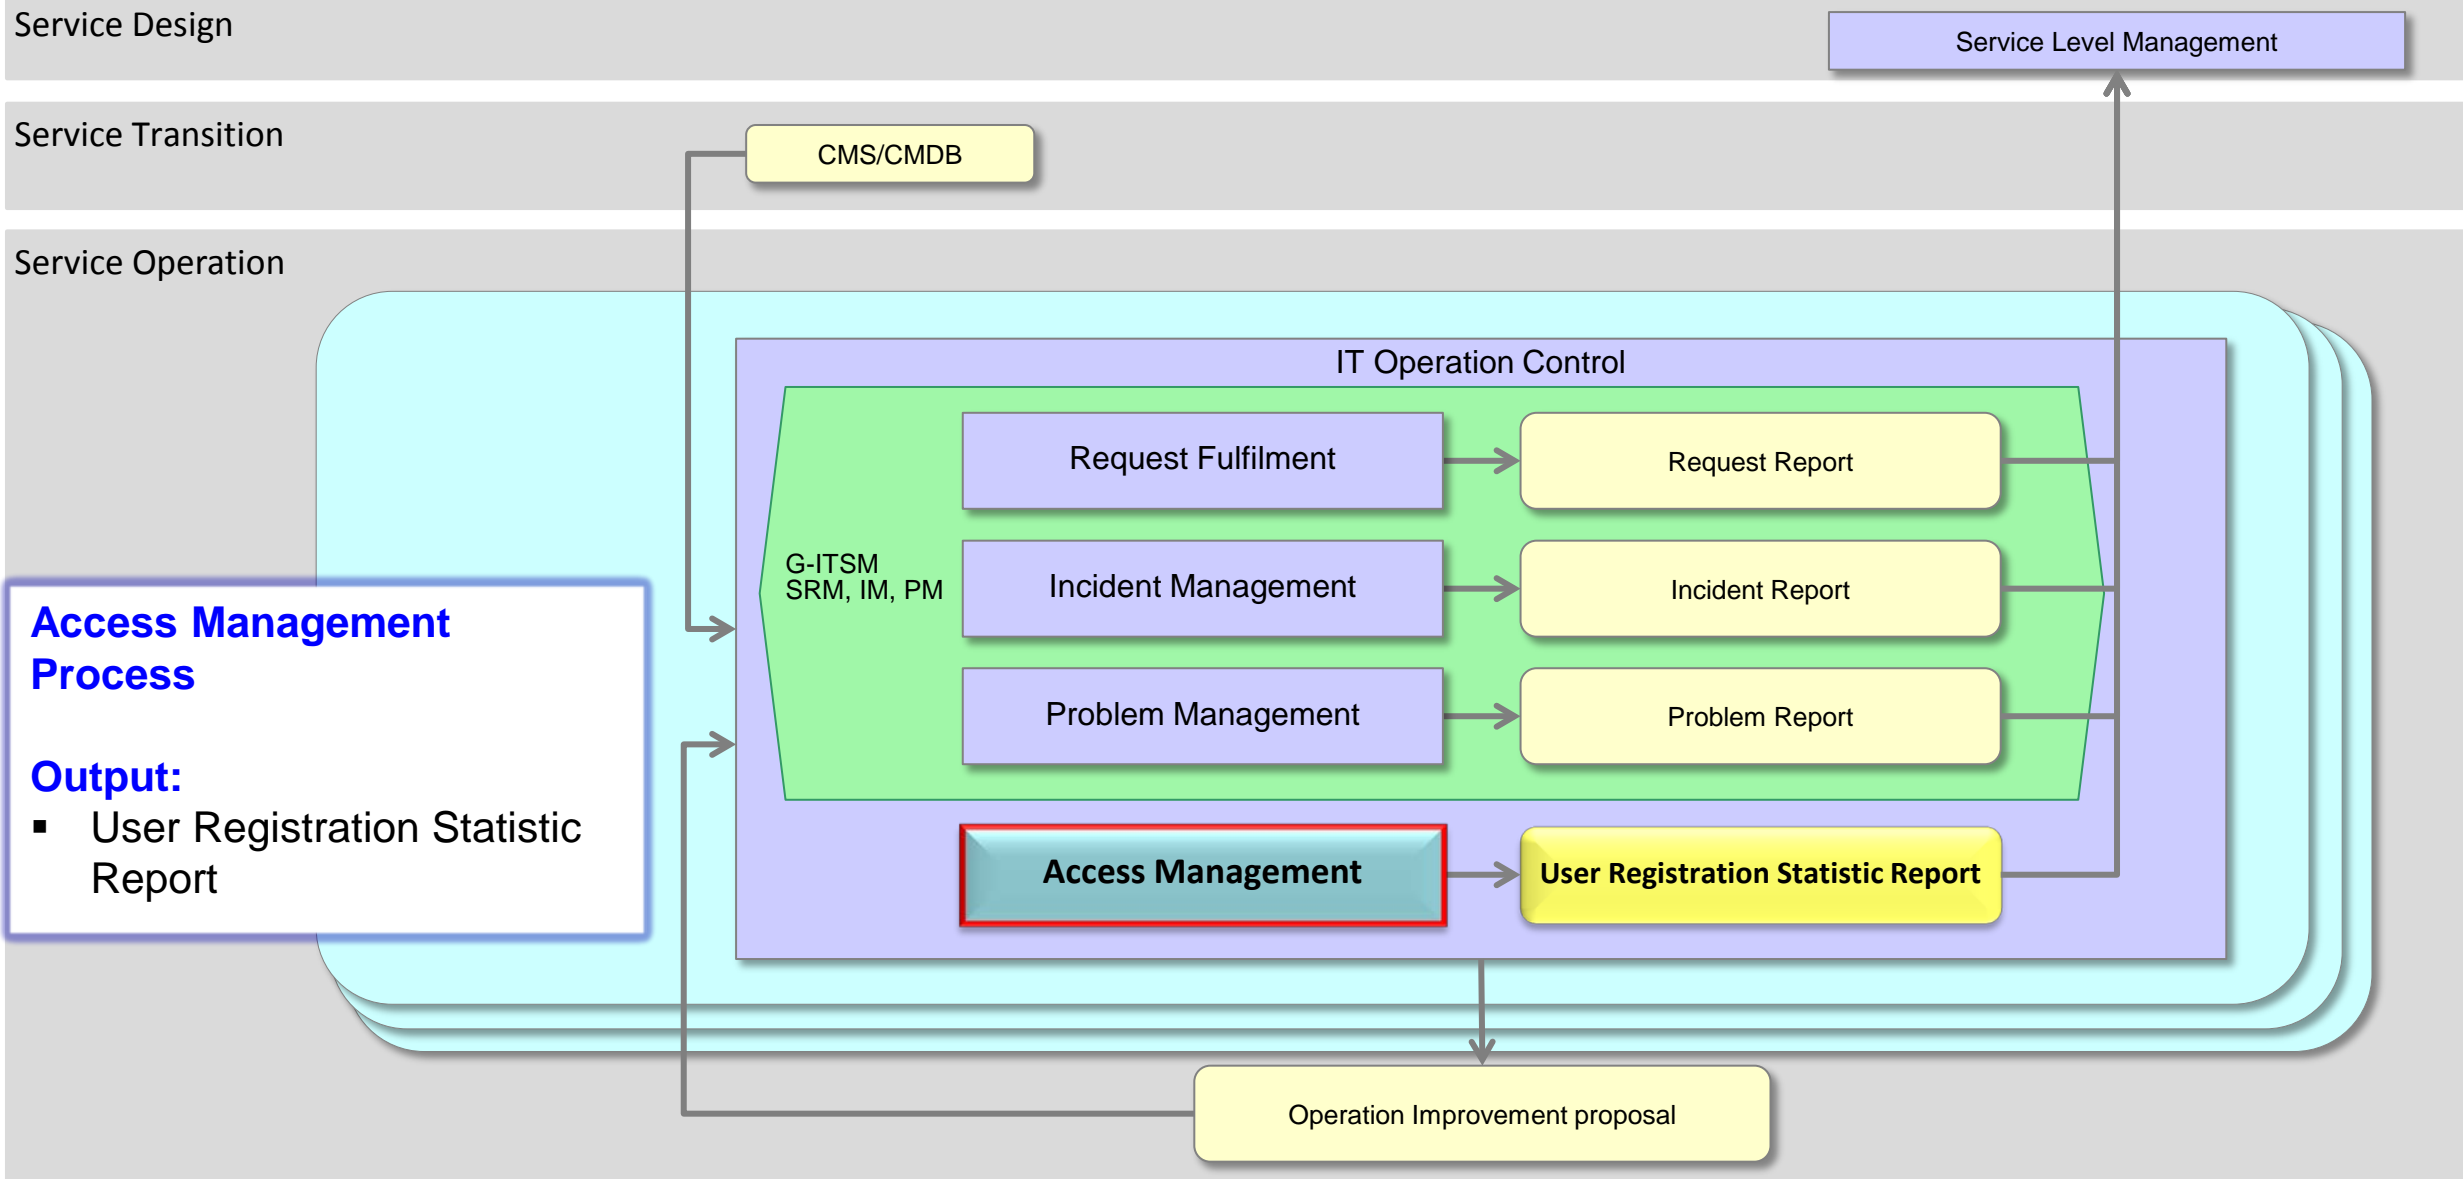 Service Design
Service Level Management
Service Transition
CMS/CMDB
Service Operation
IT Operation Control
Request Fulfilment
Request Report
G-ITSM
SRM, IM, PM
Incident Management
Incident Report
Problem Management
Problem Report
Access Management
User Registration Statistic Report
Access Management
Process
Output:
▪ User Registration Statistic
Report
Operation Improvement proposal